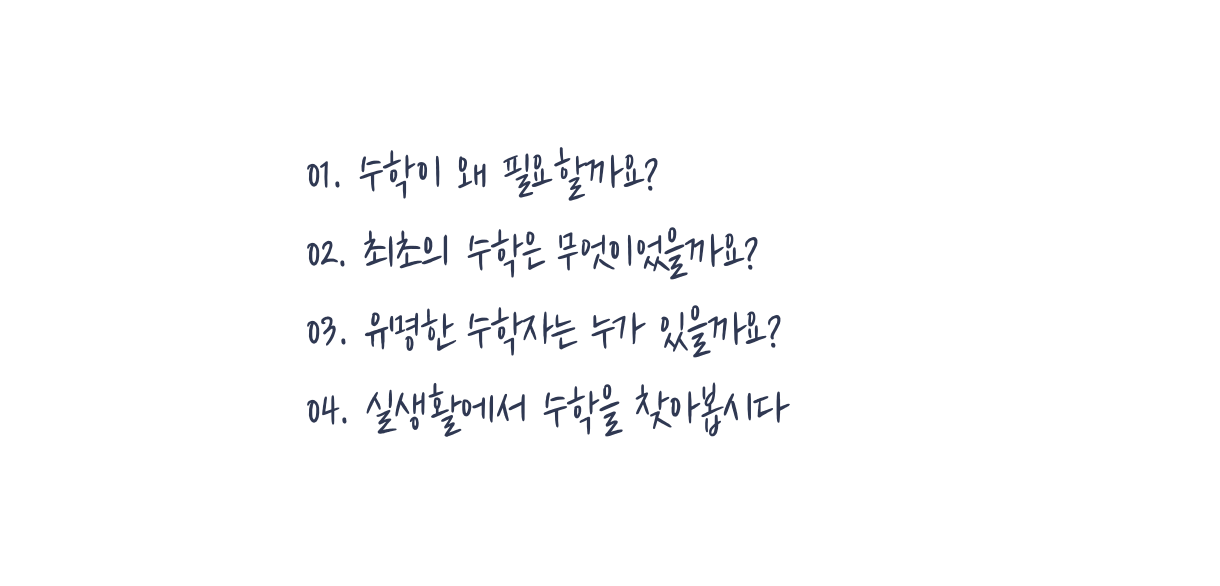 01. 수학이 왜 필요할까요?
02. 최초의 수학은 무엇이었을까요?
03. 유명한 수학자는 누가 있을까요?
04. 실생활에서 수학을 찾아봅시다